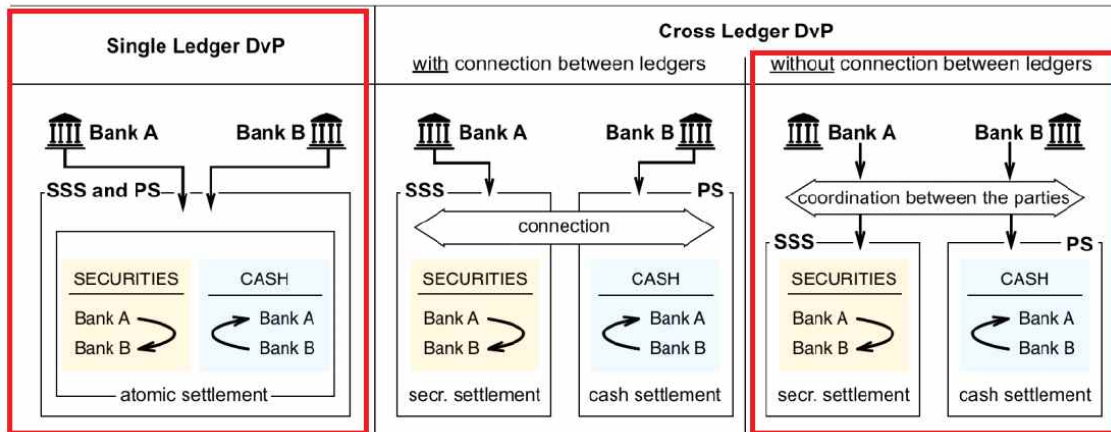 Single Ledger DvP
Cross Ledger DvP
with connection between ledgers
without connection between ledgers
Bank A
Bank B
SSS and PS
SECURITIES
CASH
Bank A
Bank A
Bank B
Bank B
atomic settlement
Bank A
Bank B
SSS
PS
connection
SECURITIES
CASH
Bank A
Bank A
Bank B
Bank B
secr. settlement
cash settlement
Bank A
Bank B
coordination between the parties
SSS
PS
SECURITIES
CASH
Bank A
Bank A
Bank B
Bank B
secr. settlement
cash settlement